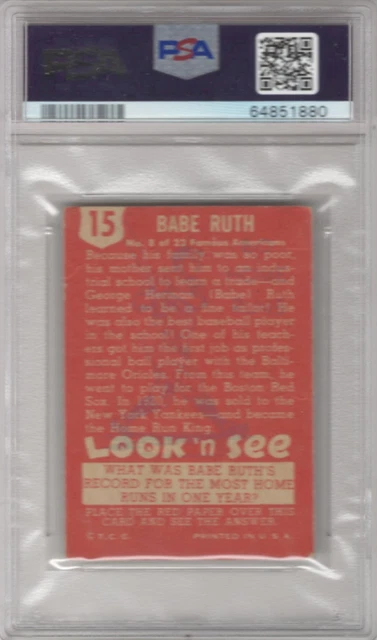 PSA
PSA
64851880
15
BABE RUTH
No. 8 of 22 Famous Americans
Because his family was so poor,
his mother sent him to an indus-
trial school to learn a trade—and
George Herman (Babe) Ruth
learned to be a fine tailor! He
was also the best baseball player
in the school! One of his teach-
ers got him the first job as profes-
sional ball player with the Balti-
more Orioles. From this team, he
went to play for the Boston Red
Sox. In 1920, he was sold to the
New York Yankees—and became
the Home Run King.
LOOK 'n SEE
WHAT WAS BABE RUTH'S
RECORD FOR THE MOST HOME
RUNS IN ONE YEAR?
PLACE THE RED PAPER OVER THIS
CARD AND SEE THE ANSWER.
©T.C.G. PRINTED IN U.S.A.